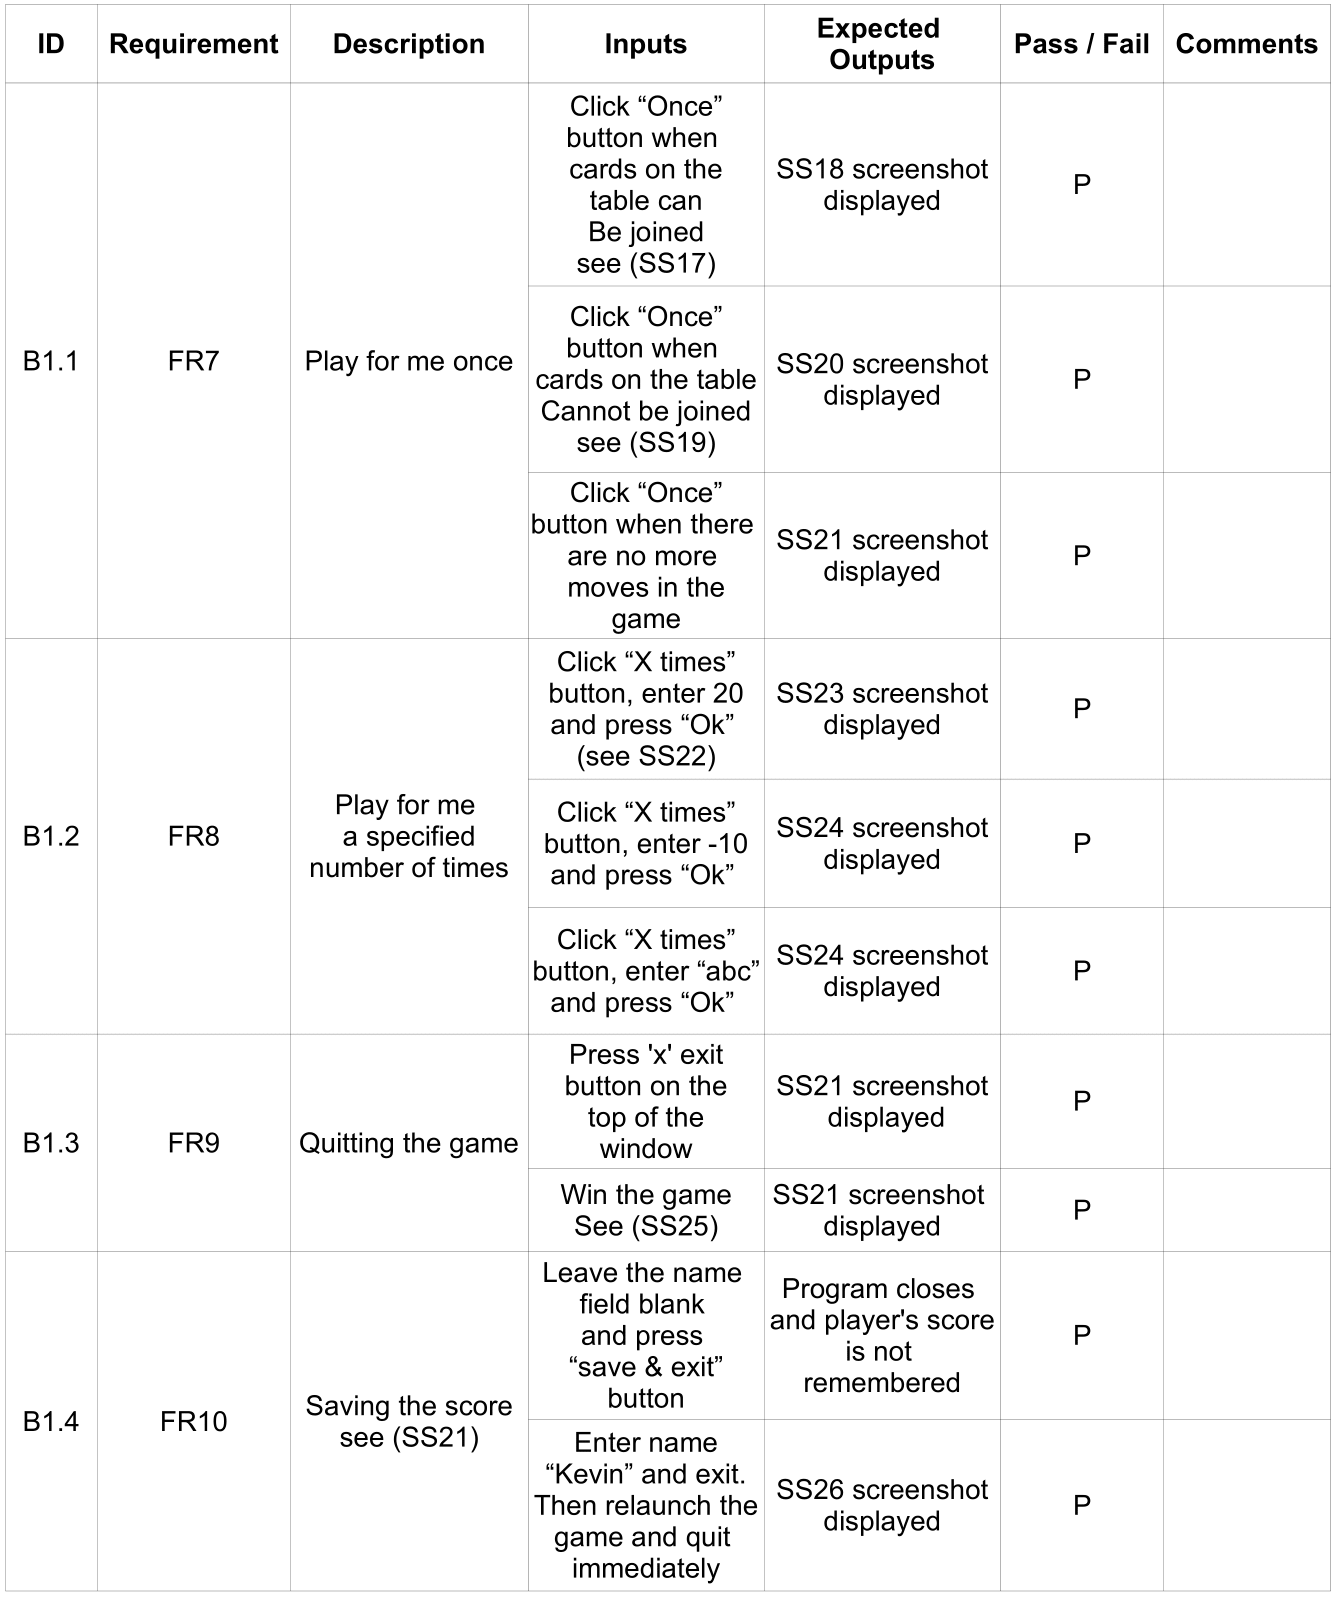 ID
Requirement
Description
Inputs
Expected
Outputs
Pass / Fail
Comments
B1.1
FR7
Play for me once
Click “Once”
button when
cards on the
table can
Be joined
see (SS17)
SS18 screenshot
displayed
P
Click “Once”
button when
cards on the table
Cannot be joined
see (SS19)
SS20 screenshot
displayed
P
Click “Once”
button when there
are no more
moves in the
game
SS21 screenshot
displayed
P
B1.2
FR8
Play for me
a specified
number of times
Click “X times”
button, enter 20
and press “Ok”
(see SS22)
SS23 screenshot
displayed
P
Click “X times”
button, enter -10
and press “Ok”
SS24 screenshot
displayed
P
Click “X times”
button, enter “abc”
and press “Ok”
SS24 screenshot
displayed
P
B1.3
FR9
Quitting the game
Press 'x' exit
button on the
top of the
window
SS21 screenshot
displayed
P
Win the game
See (SS25)
SS21 screenshot
displayed
P
B1.4
FR10
Saving the score
see (SS21)
Leave the name
field blank
and press
“save & exit”
button
Program closes
and player's score
is not
remembered
P
Enter name
“Kevin” and exit.
Then relaunch the
game and quit
immediately
SS26 screenshot
displayed
P